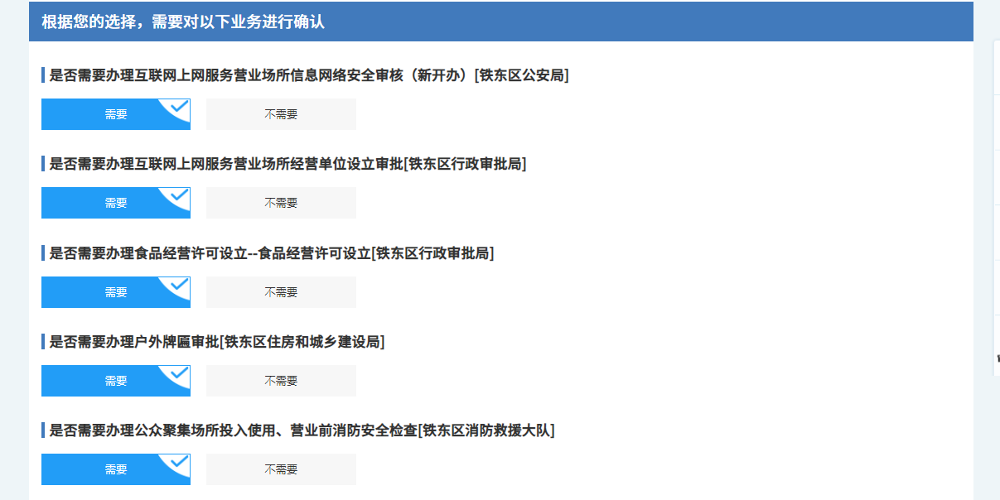 根据您的选择，需要对以下业务进行确认
是否需要办理互联网上网服务营业场所信息网络安全审核（新开办）[铁东区公安局]
需要
不需要
是否需要办理互联网上网服务营业场所经营单位设立审批[铁东区行政审批局]
需要
不需要
是否需要办理食品经营许可设立--食品经营许可设立[铁东区行政审批局]
需要
不需要
是否需要办理户外牌匾审批[铁东区住房和城乡建设局]
需要
不需要
是否需要办理公众聚集场所投入使用、营业前消防安全检查[铁东区消防救援大队]
需要
不需要